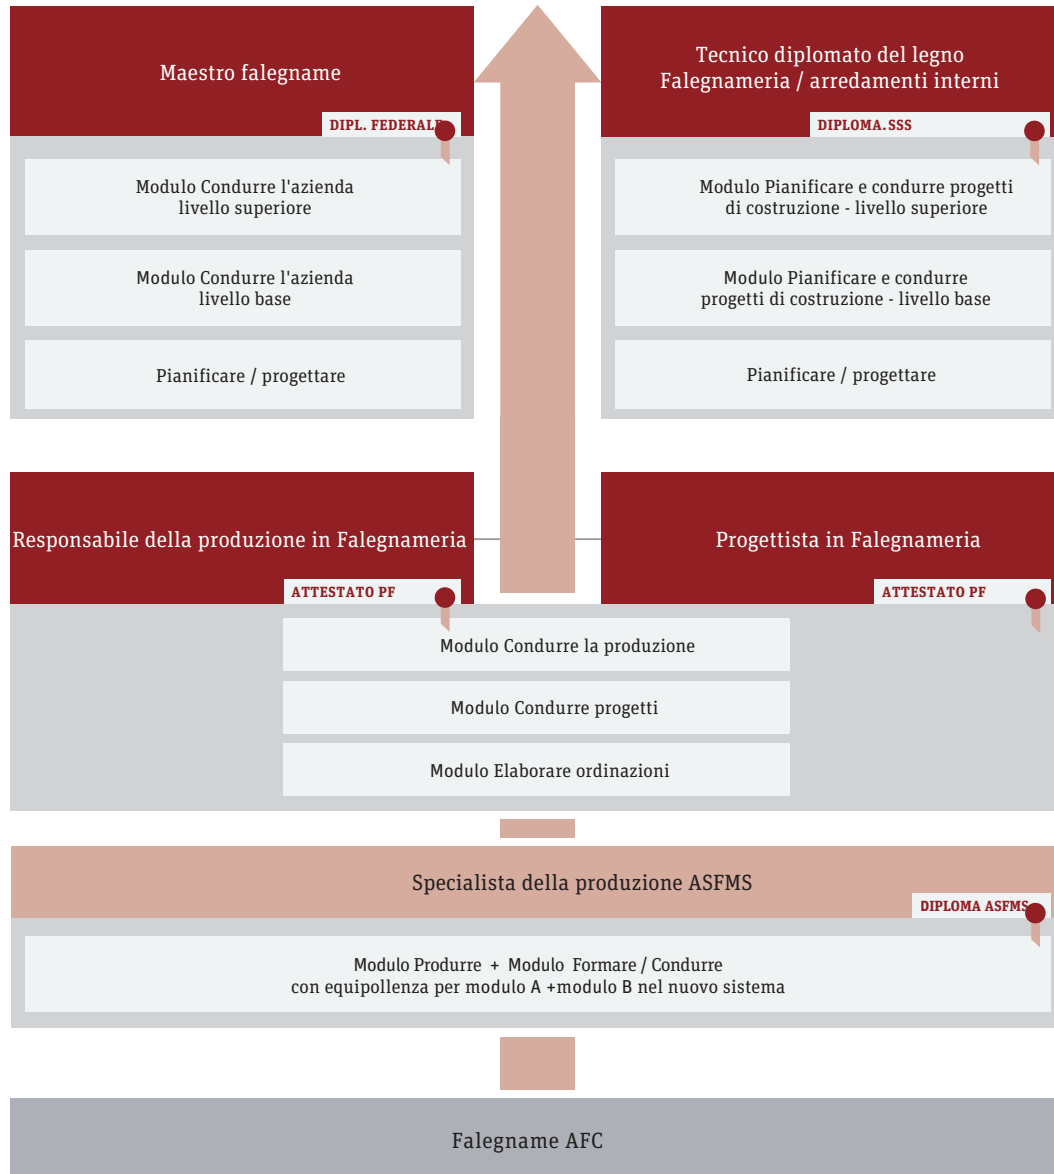 Maestro falegname
DIPL. FEDERALE
Modulo Condurre l'azienda
livello superiore
Modulo Condurre l'azienda
livello base
Pianificare / progettare
Tecnico diplomato del legno
Falegnameria / arredamenti interni
DIPLOMA.SSS
Modulo Pianificare e condurre progetti
di costruzione - livello superiore
Modulo Pianificare e condurre
progetti di costruzione - livello base
Pianificare / progettare
Responsabile della produzione in Falegnameria
ATTESTATO PF
Progettista in Falegnameria
ATTESTATO PF
Modulo Condurre la produzione
Modulo Condurre progetti
Modulo Elaborare ordinazioni
Specialista della produzione ASFMS
DIPLOMA ASFMS
Modulo Produrre + Modulo Formare / Condurre
con equipollenza per modulo A +modulo B nel nuovo sistema
Falegname AFC